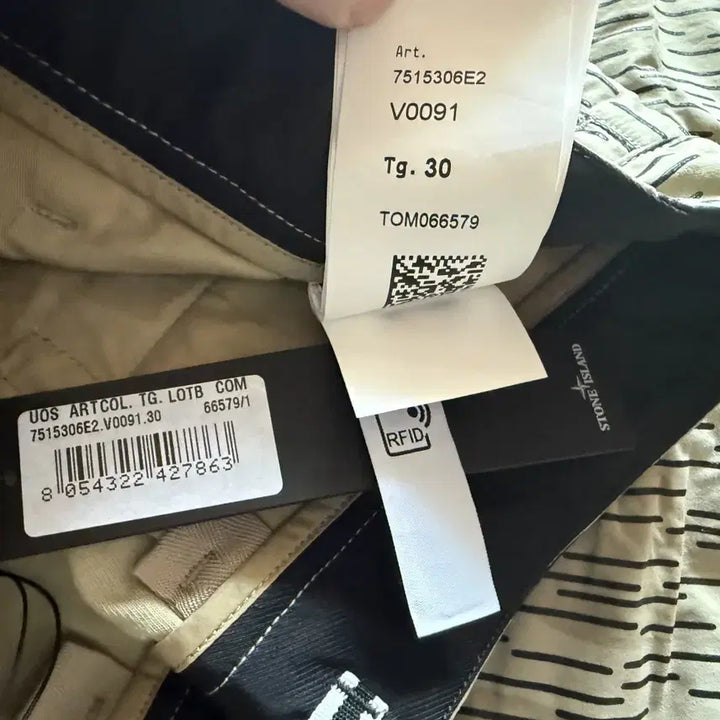 Art.
7515306E2
V0091
Tg. 30
TOM066579
STONE ISLAND
RFID
UOS ARTCOL. TG. LOTB COM
7515306E2.V0091.30 66579/1
8 054322 427863